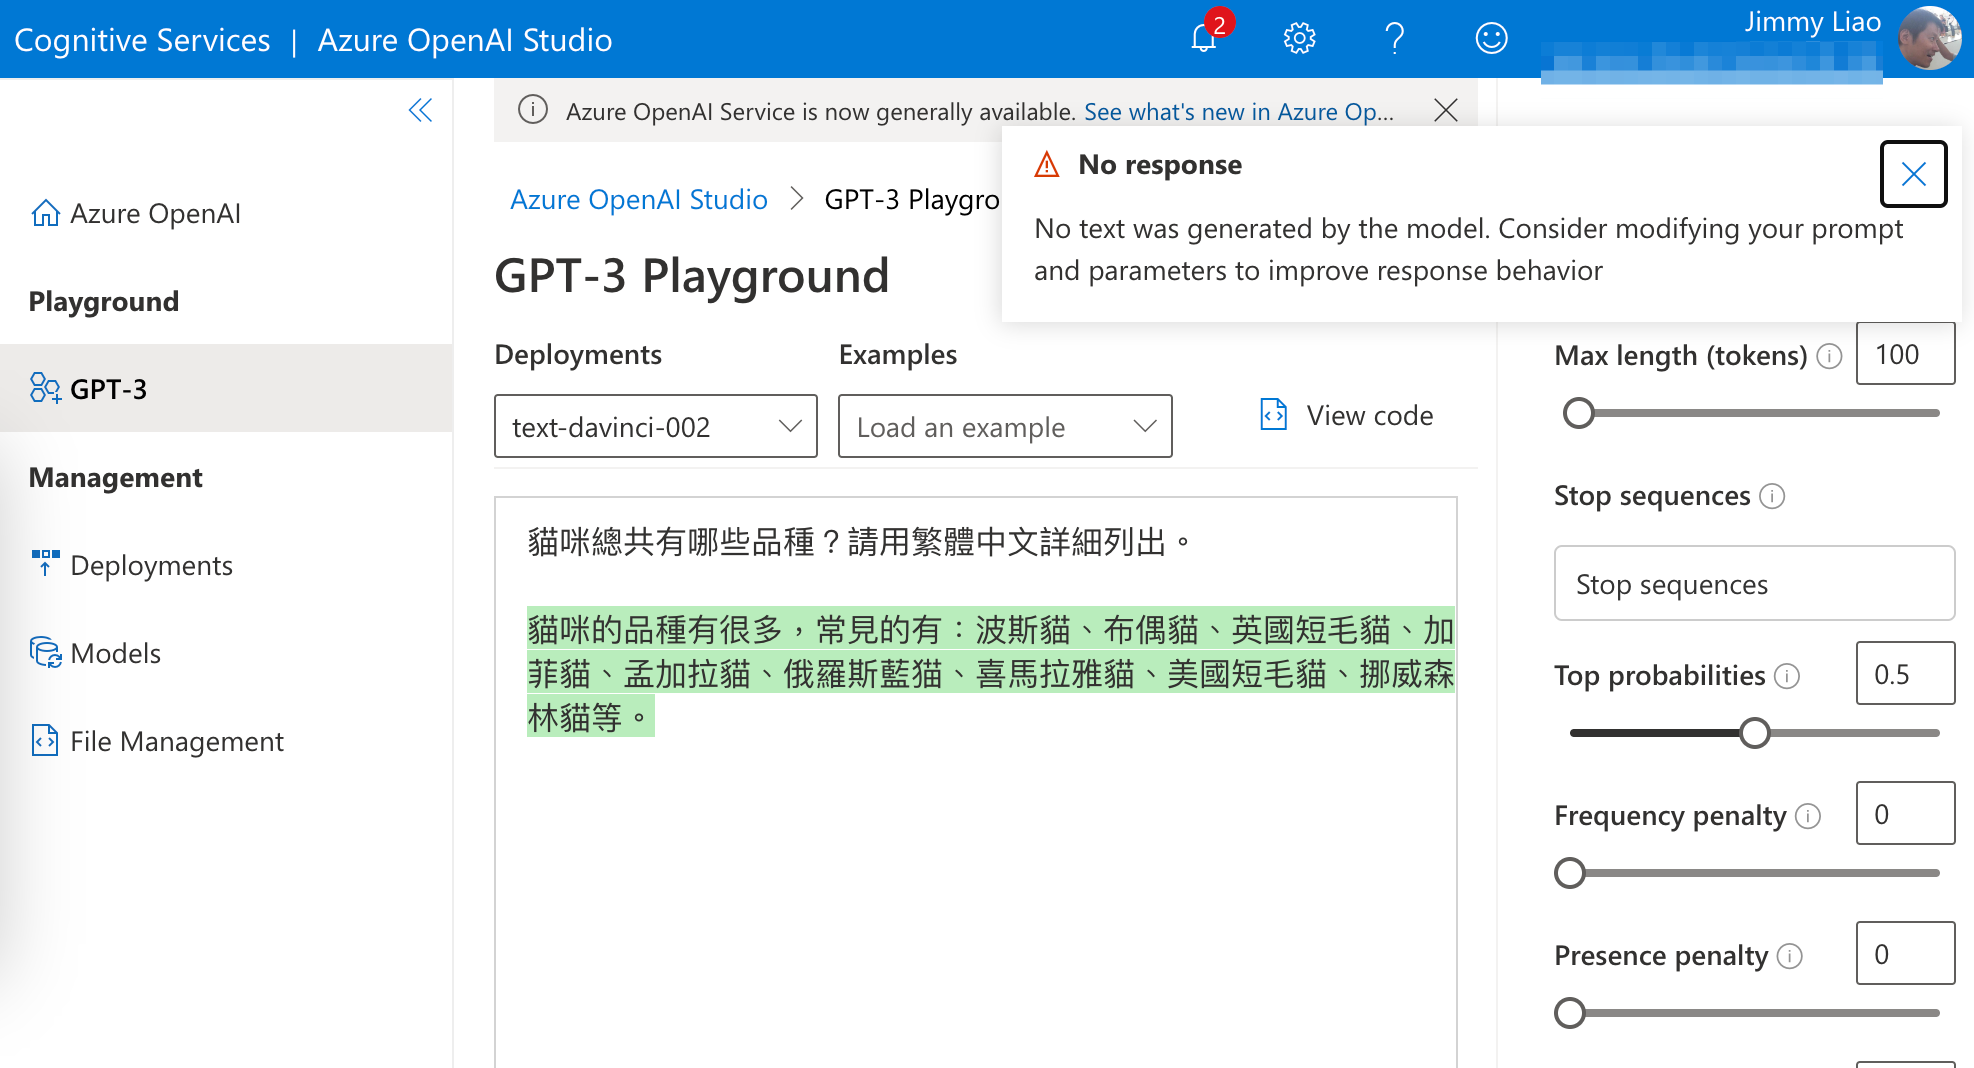 Cognitive Services | Azure OpenAI Studio
2
Jimmy Liao
Azure OpenAI Service is now generally available. See what's new in Azure Op...
No response
No text was generated by the model. Consider modifying your prompt
and parameters to improve response behavior
Azure OpenAI
Playground
GPT-3
Management
Deployments
Models
File Management
Azure OpenAI Studio > GPT-3 Playgro
GPT-3 Playground
Deployments
Examples
text-davinci-002
Load an example
View code
貓咪總共有哪些品種？請用繁體中文詳細列出。
貓咪的品種有很多，常見的有：波斯貓、布偶貓、英國短毛貓、加
菲貓、孟加拉貓、俄羅斯藍猫、喜馬拉雅貓、美國短毛貓、挪威森
林貓等。
Max length (tokens)
100
Stop sequences
Stop sequences
Top probabilities
0.5
Frequency penalty
0
Presence penalty
0